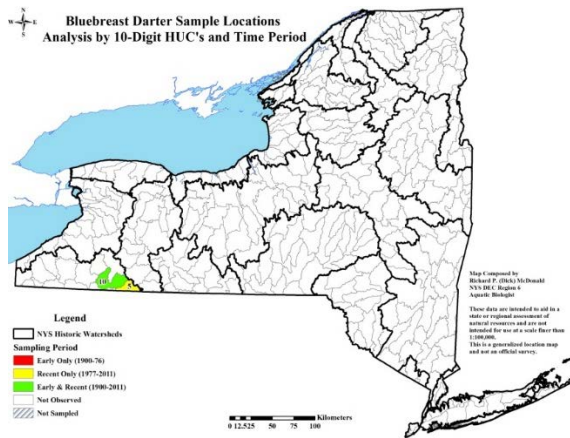 N
W E
S
Bluebreast Darter Sample Locations
Analysis by 10-Digit HUC's and Time Period
10
5
Map Composed by
Richard P. (Dick) McDonald
NYS DEC Region 6
Aquatic Biologist
These data are intended to aid in a
state or regional assessment of
natural resources and are not
intended for use at a scale finer than
1:100,000.
This is a generalized location map
and not an official survey.
Legend
NYS Historic Watersheds
Sampling Period
Early Only (1900-76)
Recent Only (1977-2011)
Early & Recent (1900-2011)
Not Observed
Not Sampled
Kilometers
0 12.525 50 75 100